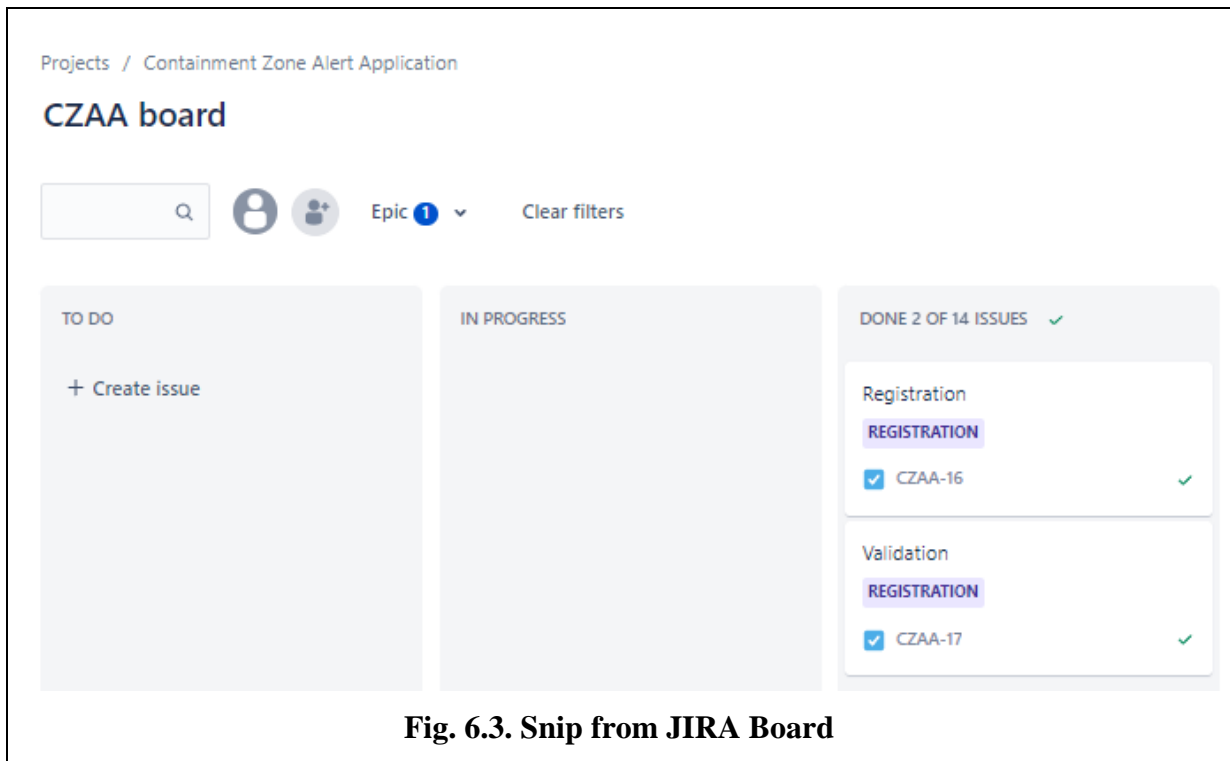 Projects / Containment Zone Alert Application
CZAA board
Epic 1 Clear filters
TO DO
+ Create issue
IN PROGRESS
DONE 2 OF 14 ISSUES
Registration
REGISTRATION
CZAA-16
Validation
REGISTRATION
CZAA-17
Fig. 6.3. Snip from JIRA Board